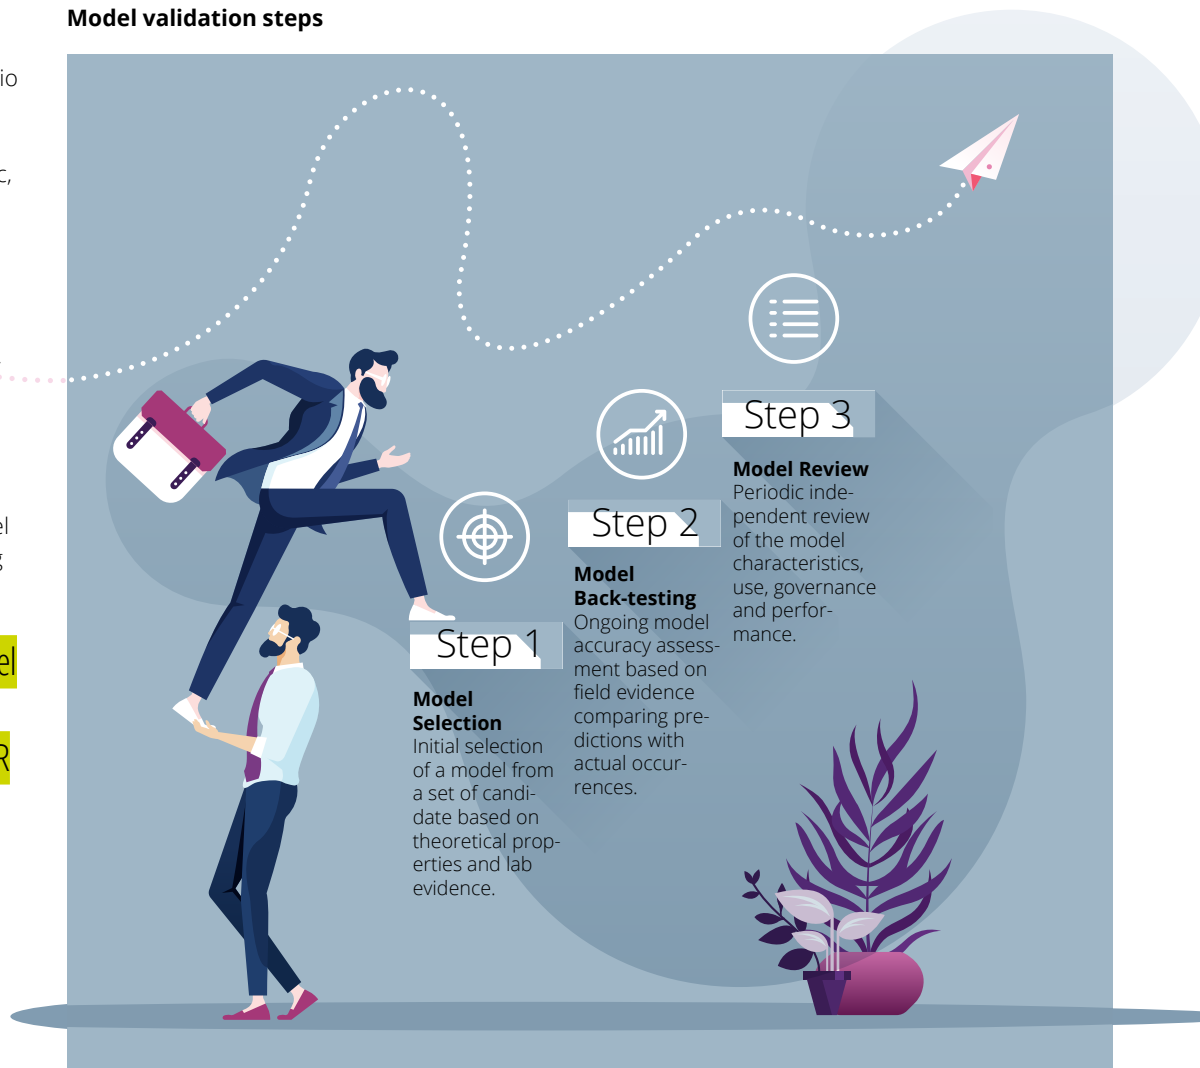 Model validation steps
io
c,
el
g
el
R
Step 1
Model
Selection
Initial selection
of a model from
a set of candi-
date based on
theoretical prop-
erties and lab
evidence.
Step 2
Model
Back-testing
Ongoing model
accuracy assess-
ment based on
field evidence
comparing pre-
dictions with
actual occur-
rences.
Step 3
Model Review
Periodic inde-
pendent review
of the model
characteristics,
use, governance
and perfor-
mance.